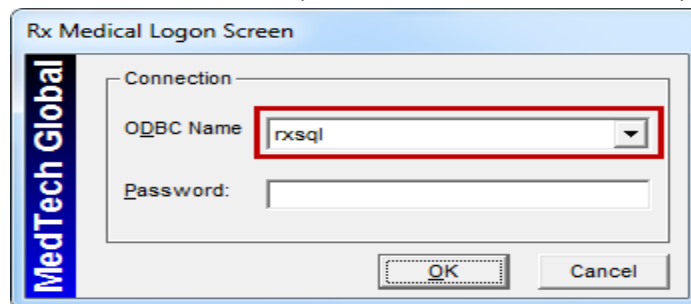 Rx Medical Logon Screen
MedTech Global
Connection
ODBC Name
rxsql
Password:
OK
Cancel